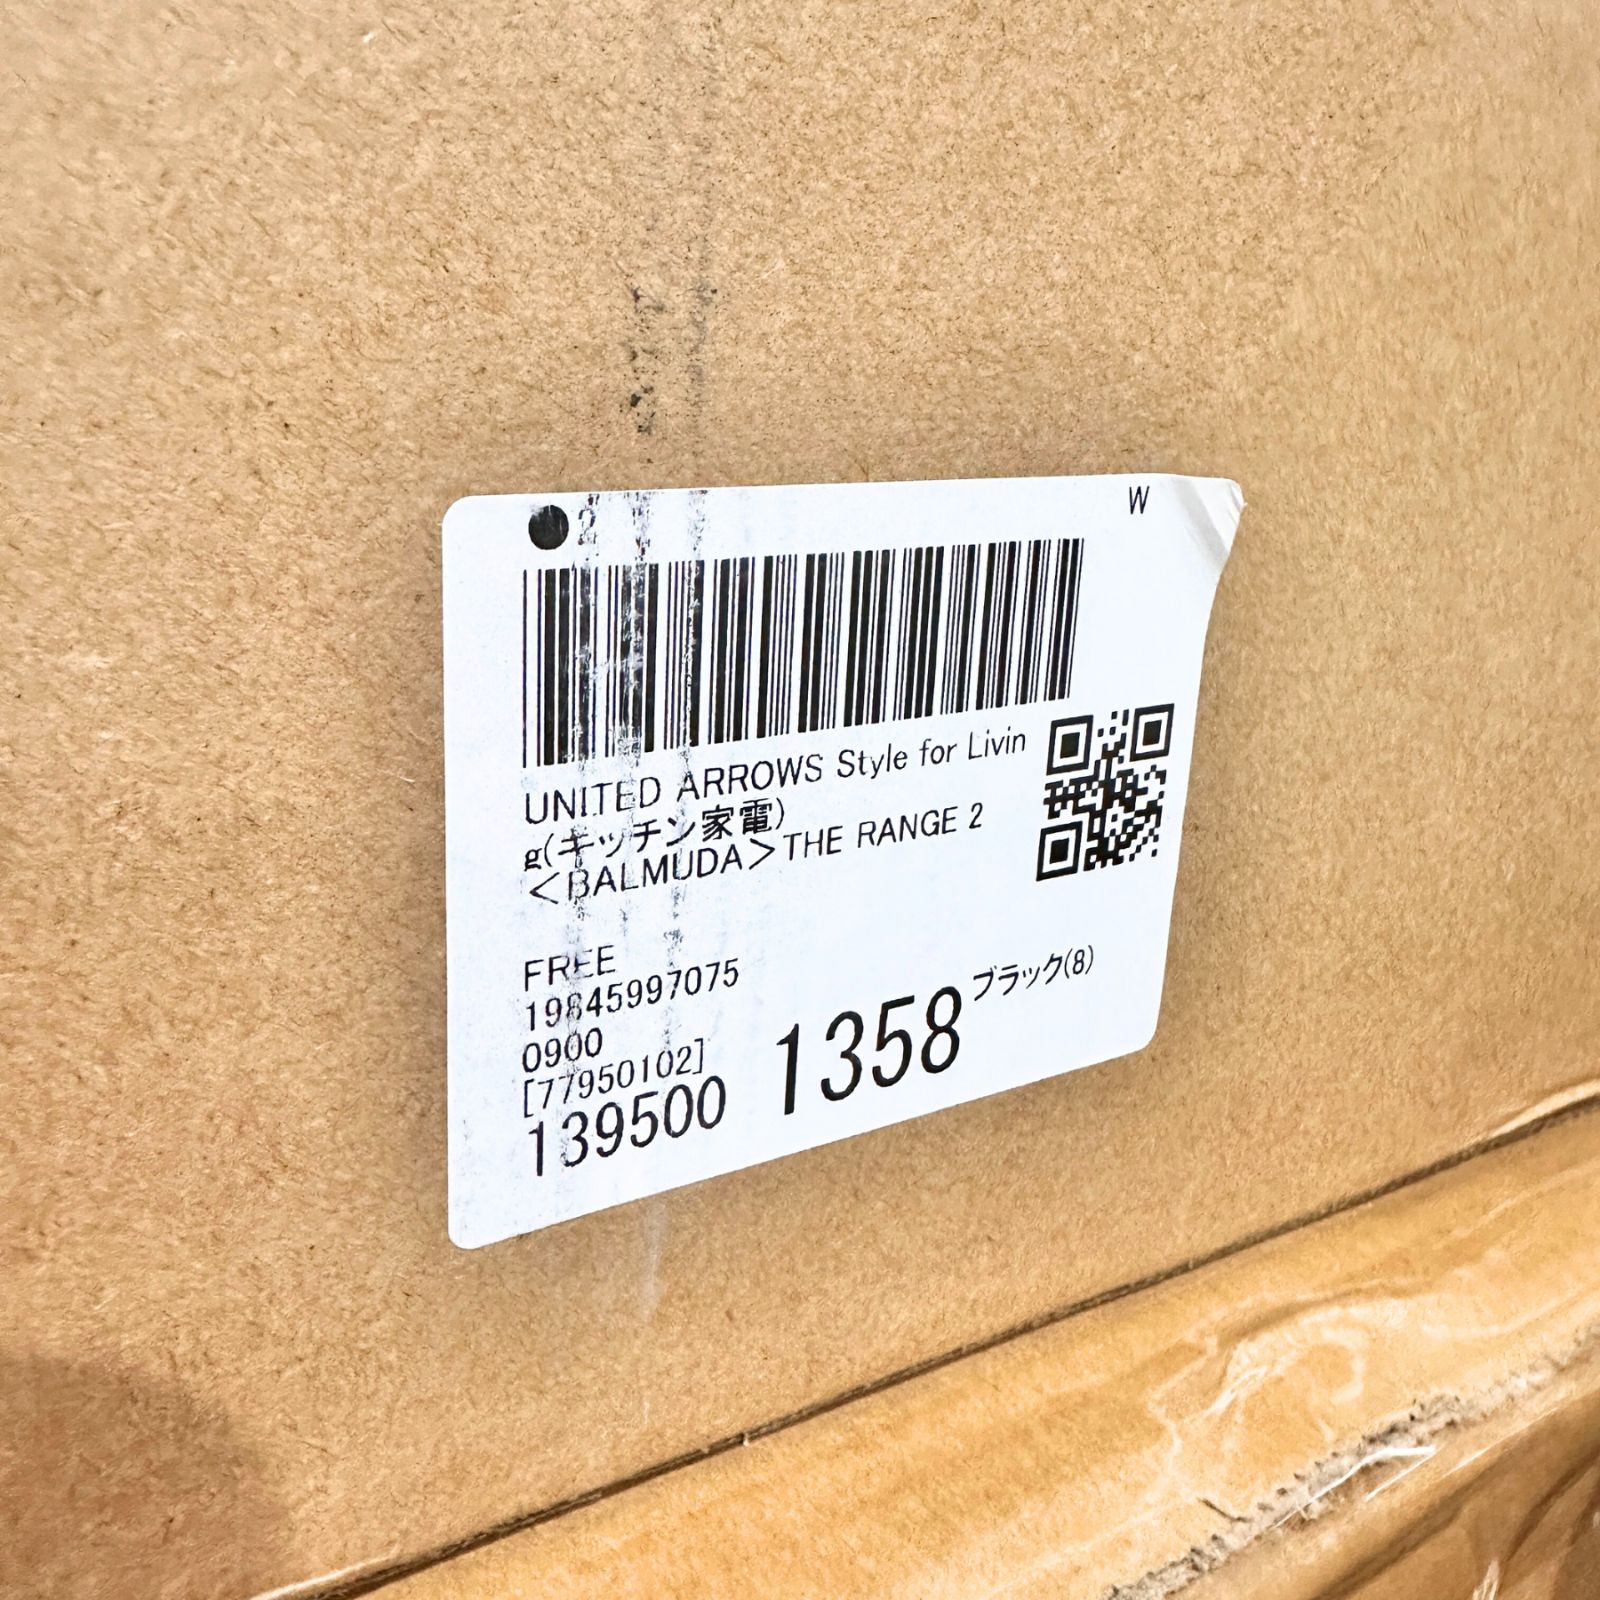 ●2 W
UNITED ARROWS Style for Livin
g(キッチン家電)
＜BALMUDA＞THE RANGE 2
FREE
19845997075
0900
[77950102]
139500 1358 ブラック(8)